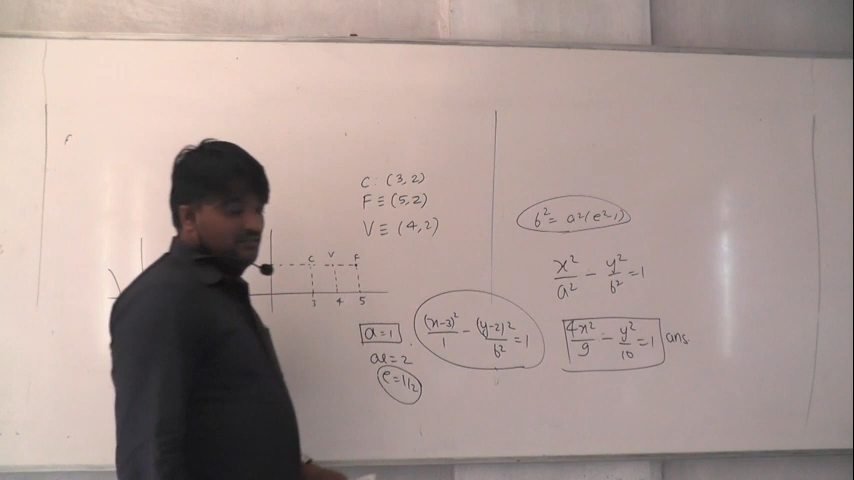 C : (3,2)
F ≡ (5,2)
V ≡ (4,2)
C V F
3 4 5
a=1
ae=2
e=1/2
(x-3)²/1 - (y-2)²/b² =1
b² = a²(e²-1)
x²/a² - y²/b² =1
4x²/9 - y²/10 =1 ans.